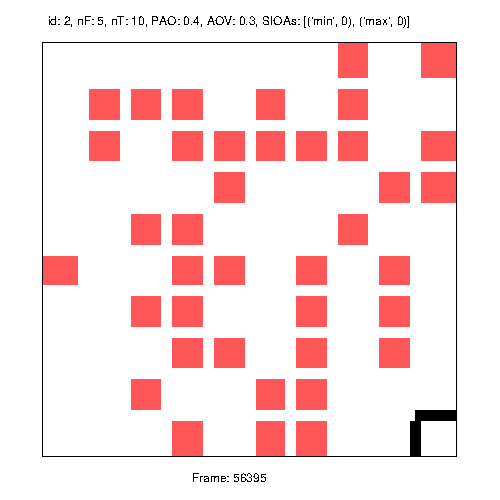 id: 2, nF: 5, nT: 10, PAO: 0.4, AOV: 0.3, SIOAs: [('min', 0), ('max', 0)]
Frame: 56395